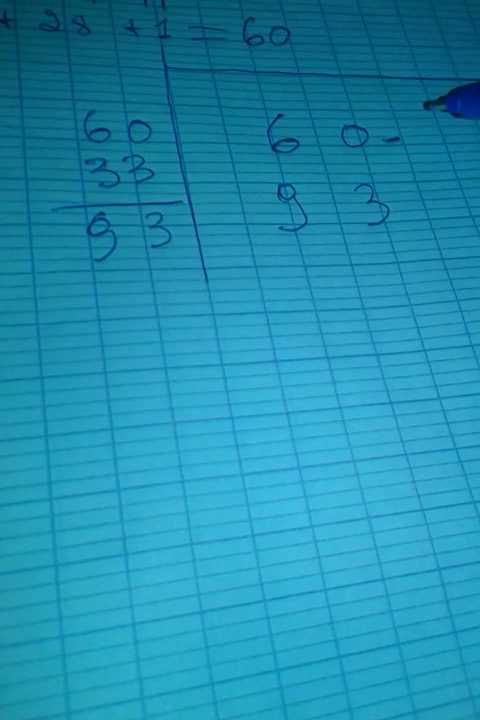 + 28 + 1 = 60
60
33
93
6 0 -
9 3